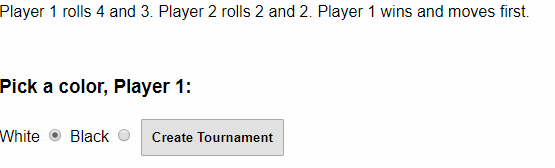 Player 1 rolls 4 and 3. Player 2 rolls 2 and 2. Player 1 wins and moves first.
Pick a color, Player 1:
White Black Create Tournament